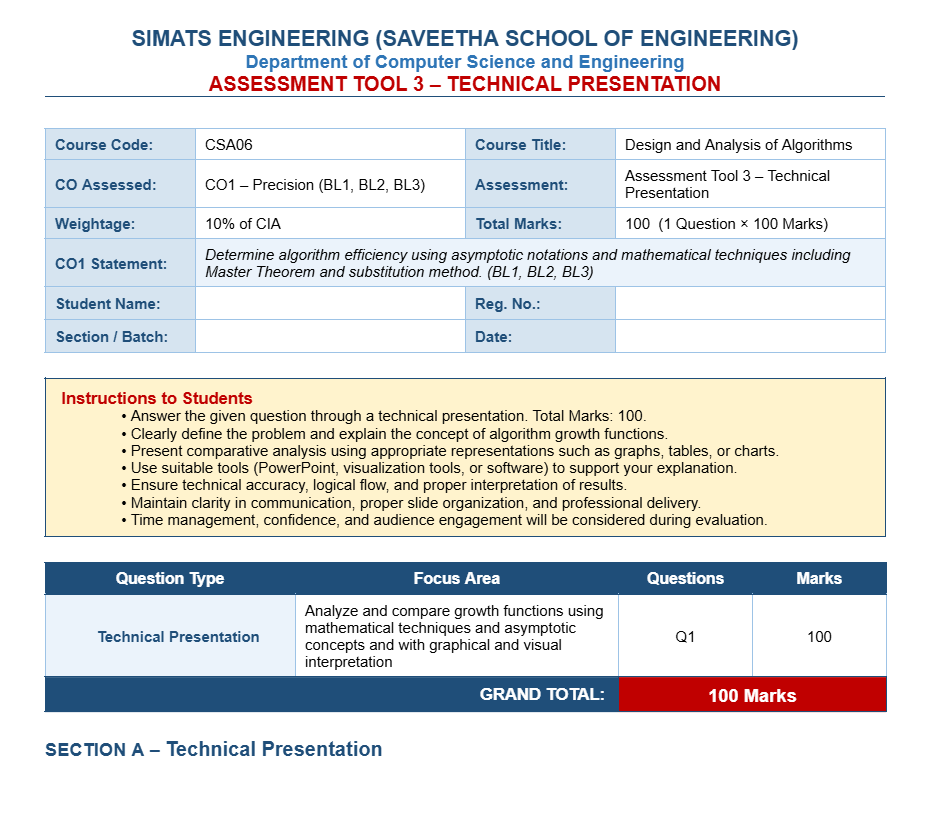 SIMATS ENGINEERING (SAVEETHA SCHOOL OF ENGINEERING)
Department of Computer Science and Engineering
ASSESSMENT TOOL 3 – TECHNICAL PRESENTATION
Course Code: CSA06 Course Title: Design and Analysis of Algorithms
CO Assessed: CO1 – Precision (BL1, BL2, BL3) Assessment: Assessment Tool 3 – Technical
Presentation
Weightage: 10% of CIA Total Marks: 100 (1 Question × 100 Marks)
CO1 Statement: Determine algorithm efficiency using asymptotic notations and mathematical techniques including
Master Theorem and substitution method. (BL1, BL2, BL3)
Student Name: Reg. No.:
Section / Batch: Date:
Instructions to Students
• Answer the given question through a technical presentation. Total Marks: 100.
• Clearly define the problem and explain the concept of algorithm growth functions.
• Present comparative analysis using appropriate representations such as graphs, tables, or charts.
• Use suitable tools (PowerPoint, visualization tools, or software) to support your explanation.
• Ensure technical accuracy, logical flow, and proper interpretation of results.
• Maintain clarity in communication, proper slide organization, and professional delivery.
• Time management, confidence, and audience engagement will be considered during evaluation.
Question Type Focus Area Questions Marks
Technical Presentation Analyze and compare growth functions using
mathematical techniques and asymptotic
concepts and with graphical and visual
interpretation Q1 100
GRAND TOTAL: 100 Marks
SECTION A – Technical Presentation